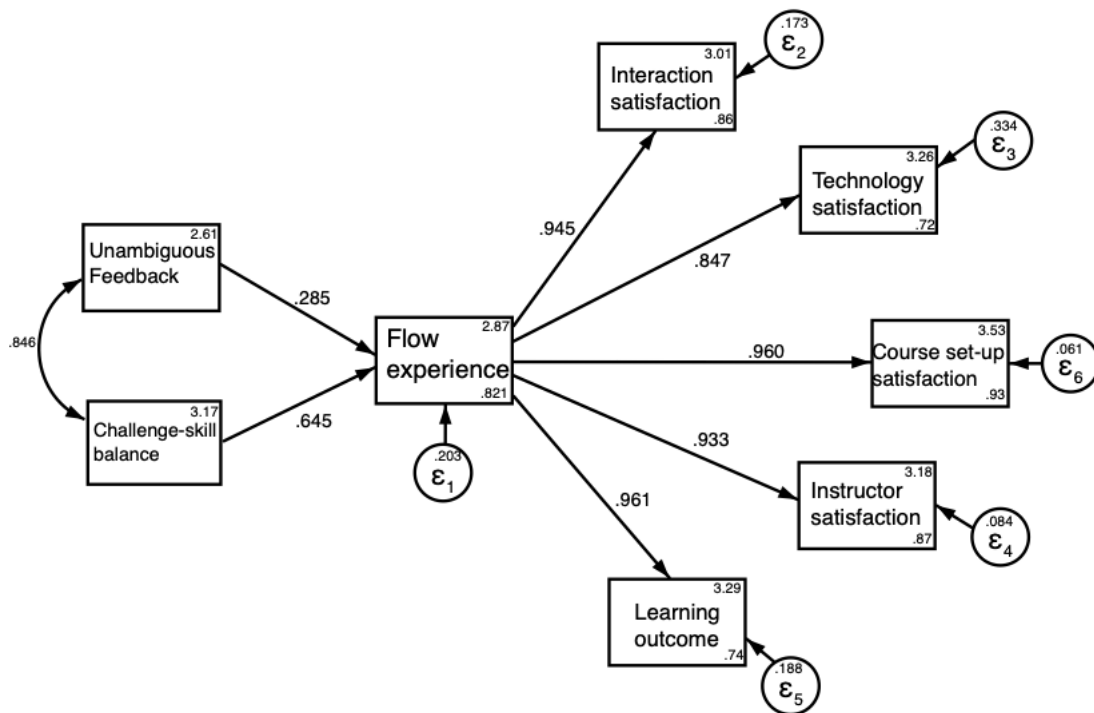 .173
ε2
3.01
Interaction
satisfaction
.86
.334
ε3
3.26
Technology
satisfaction
.72
.945
.847
2.61
Unambiguous
Feedback
.285
.846
2.87
Flow
experience
.821
.960
3.53
Course set-up
satisfaction
.93
.061
ε6
3.17
Challenge-skill
balance
.645
.203
ε1
.933
3.18
Instructor
satisfaction
.87
.084
ε4
.961
3.29
Learning
outcome
.74
.188
ε5